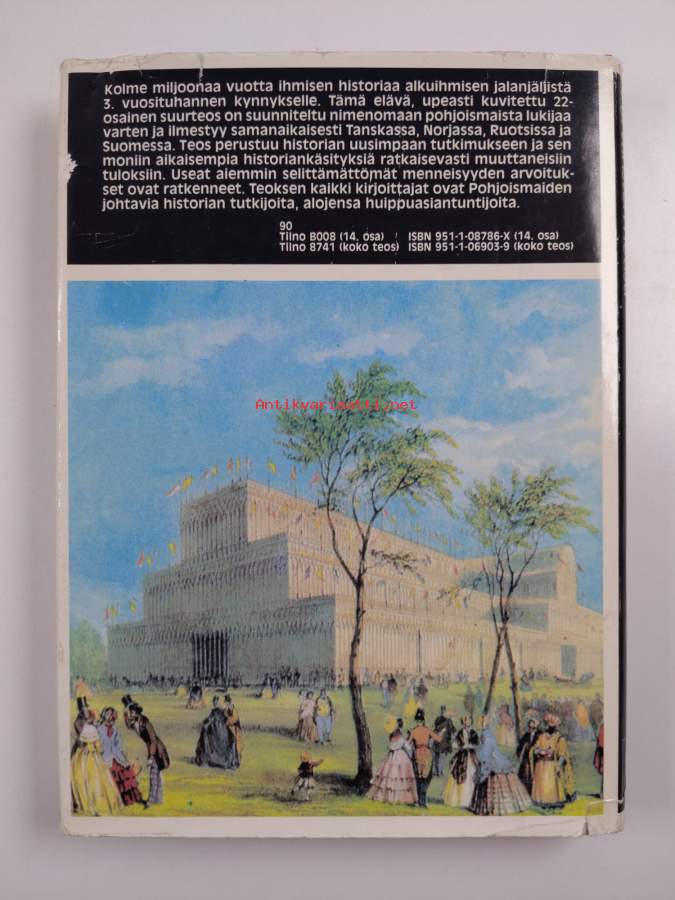 Kolme miljoonaa vuotta ihmisen historiaa alkuihmisen jalanjäljistä
3. vuosituhannen kynnykselle. Tämä elävä, upeasti kuvitettu 22-
osainen suurteos on suunniteltu nimenomaan pohjoismaista lukijaa
varten ja ilmestyy samanaikaisesti Tanskassa, Norjassa, Ruotsissa ja
Suomessa. Teos perustuu historian uusimpaan tutkimukseen ja sen
moniin aikaisempia historiankäsityksiä ratkaisevasti muuttaneisiin
tuloksiin. Useat aiemmin selittämättömät menneisyyden arvoituk-
set ovat ratkenneet. Teoksen kaikki kirjoittajat ovat Pohjoismaiden
johtavia historian tutkijoita, alojensa huippuasiantuntijoita.
90
Tilno B008 (14. osa) ISBN 951-1-08786-X (14. osa)
Tilno 8741 (koko teos) ISBN 951-1-06903-9 (koko teos)
Antikvariaatti.net